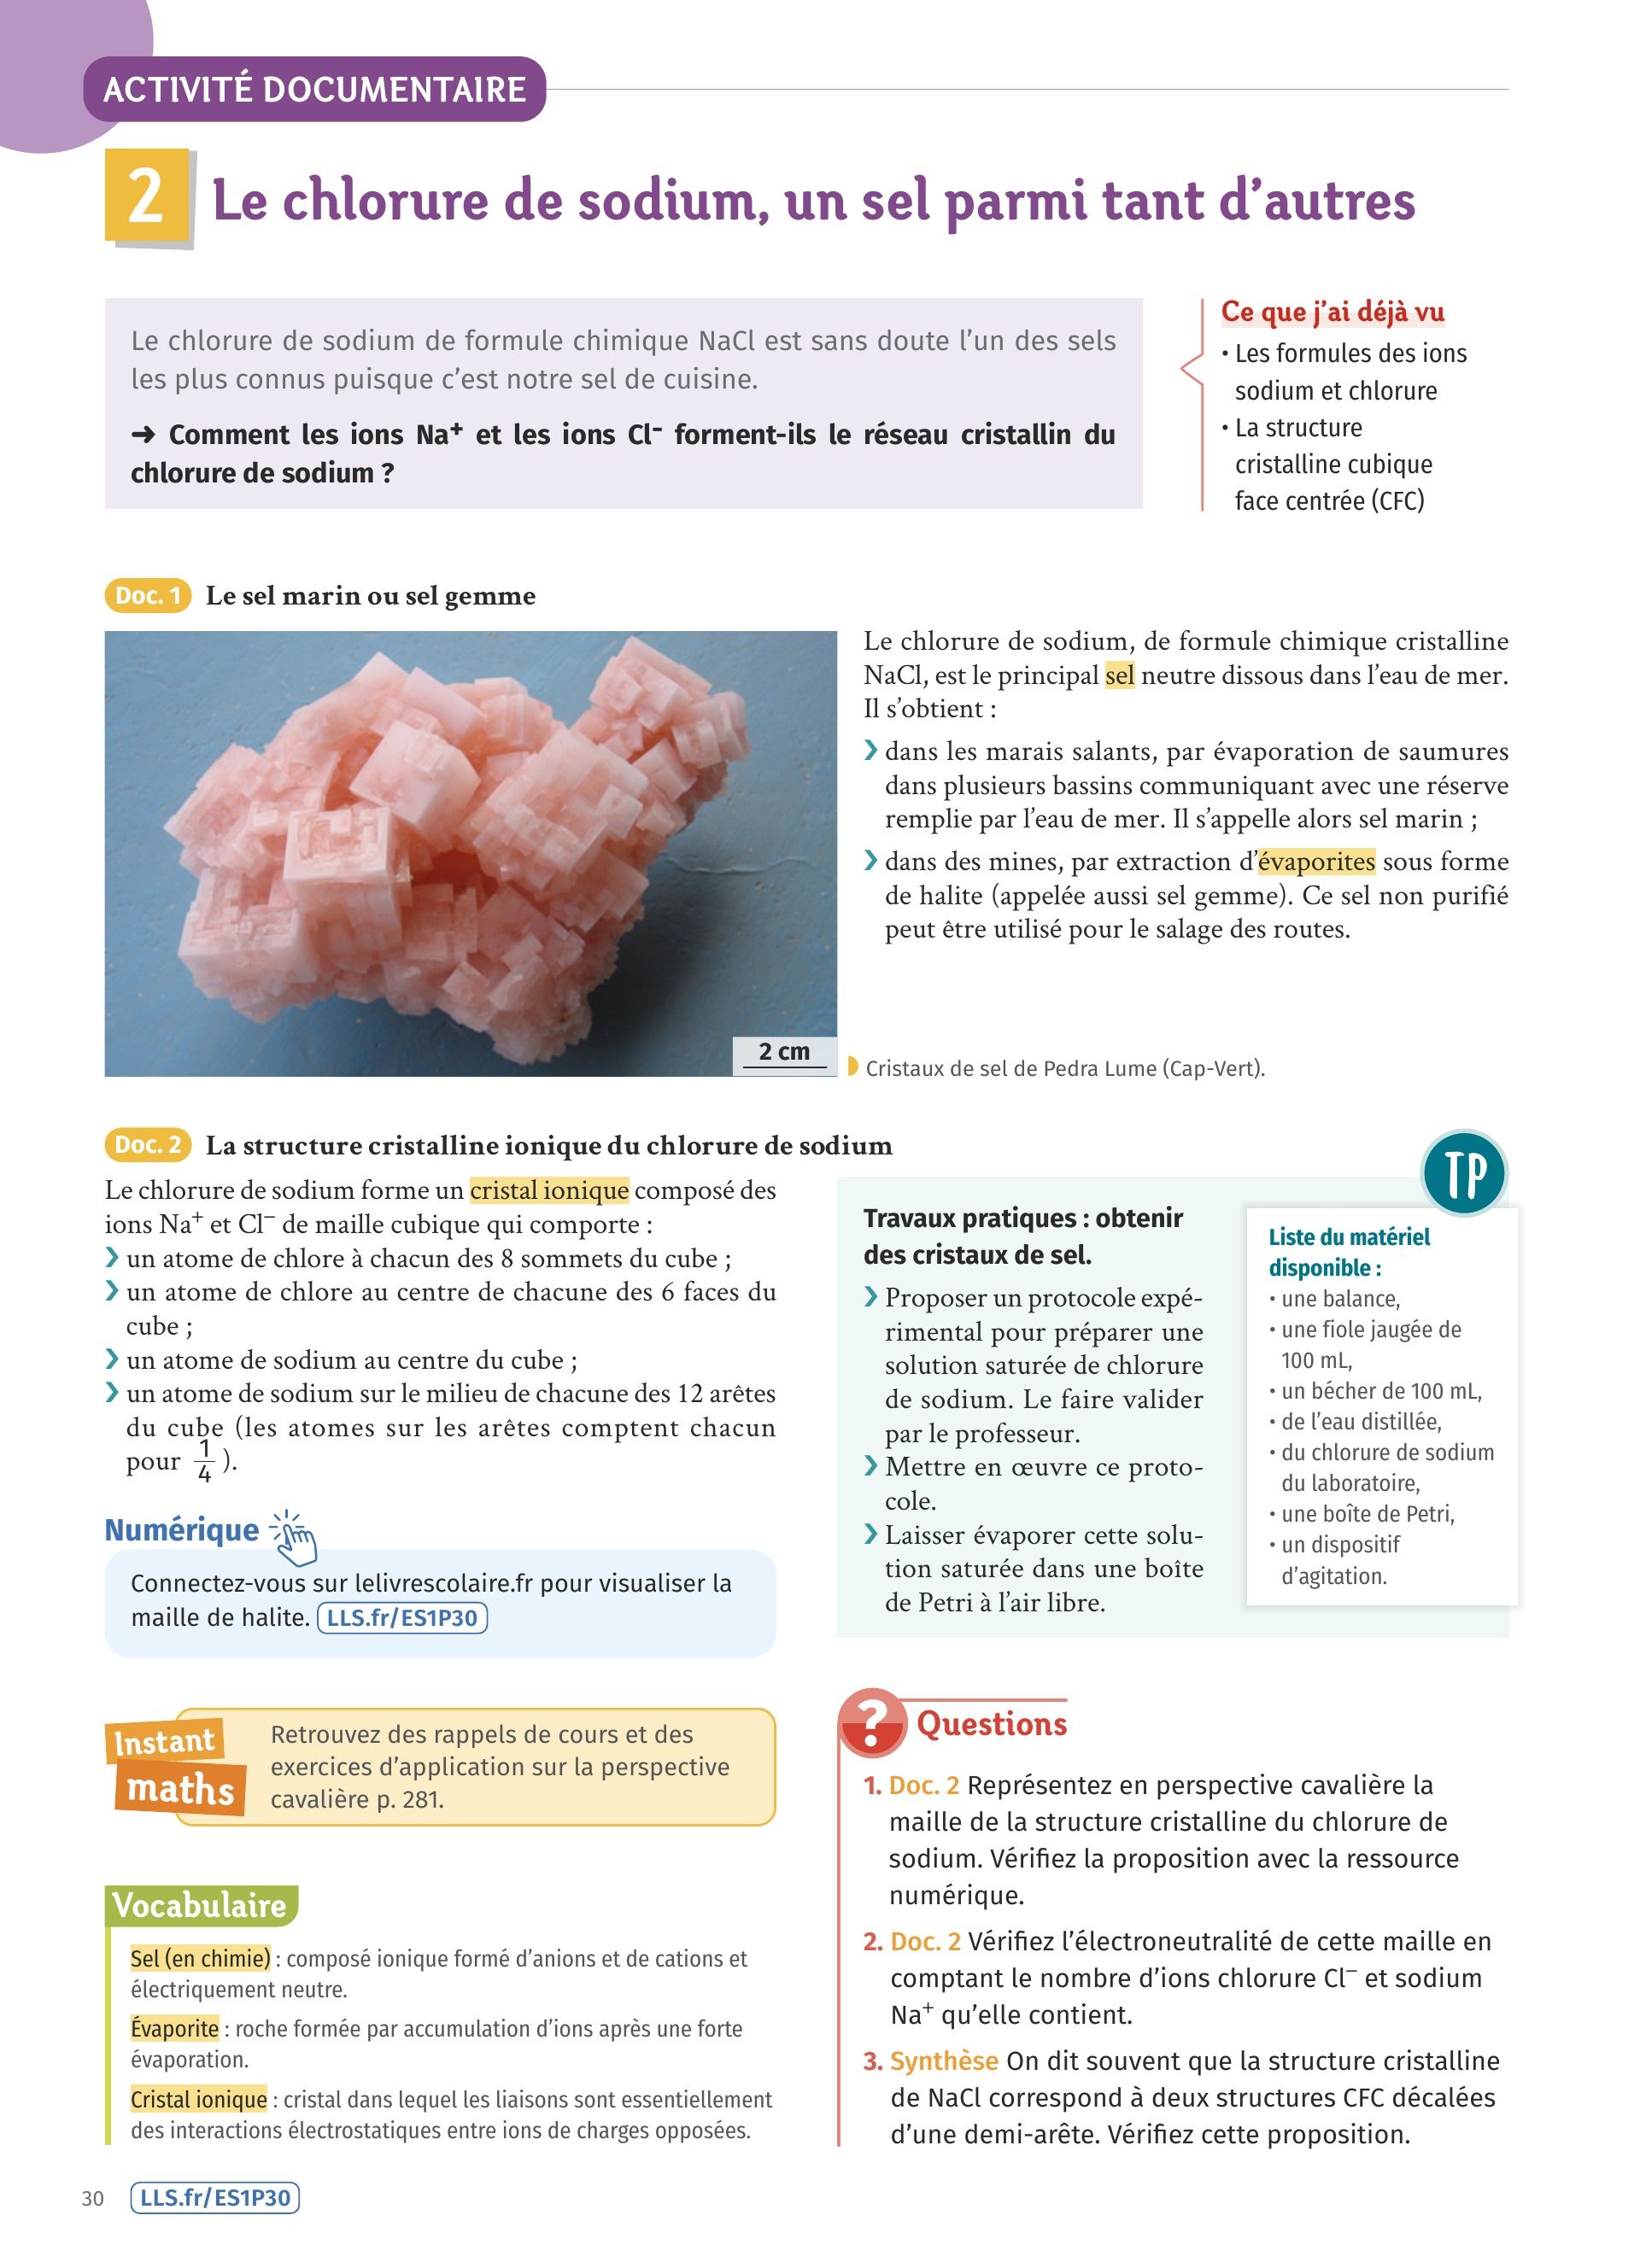 ACTIVITÉ DOCUMENTAIRE
2 Le chlorure de sodium, un sel parmi tant d’autres
Le chlorure de sodium de formule chimique NaCl est sans doute l’un des sels
les plus connus puisque c’est notre sel de cuisine.
➜ Comment les ions Na⁺ et les ions Cl⁻ forment-ils le réseau cristallin du
chlorure de sodium ?
Ce que j’ai déjà vu
• Les formules des ions
sodium et chlorure
• La structure
cristalline cubique
face centrée (CFC)
Doc. 1 Le sel marin ou sel gemme
2 cm
Le chlorure de sodium, de formule chimique cristalline
NaCl, est le principal sel neutre dissous dans l’eau de mer.
Il s’obtient :
❯ dans les marais salants, par évaporation de saumures
dans plusieurs bassins communiquant avec une réserve
remplie par l’eau de mer. Il s’appelle alors sel marin ;
❯ dans des mines, par extraction d’évaporites sous forme
de halite (appelée aussi sel gemme). Ce sel non purifié
peut être utilisé pour le salage des routes.
Cristaux de sel de Pedra Lume (Cap-Vert).
Doc. 2 La structure cristalline ionique du chlorure de sodium
Le chlorure de sodium forme un cristal ionique composé des
ions Na⁺ et Cl⁻ de maille cubique qui comporte :
❯ un atome de chlore à chacun des 8 sommets du cube ;
❯ un atome de chlore au centre de chacune des 6 faces du
cube ;
❯ un atome de sodium au centre du cube ;
❯ un atome de sodium sur le milieu de chacune des 12 arêtes
du cube (les atomes sur les arêtes comptent chacun
pour 1/4 ).
Numérique
Connectez-vous sur lelivrescolaire.fr pour visualiser la
maille de halite. LLS.fr/ES1P30
TP
Travaux pratiques : obtenir
des cristaux de sel.
❯ Proposer un protocole expé-
rimental pour préparer une
solution saturée de chlorure
de sodium. Le faire valider
par le professeur.
❯ Mettre en œuvre ce proto-
cole.
❯ Laisser évaporer cette solu-
tion saturée dans une boîte
de Petri à l’air libre.
Liste du matériel
disponible :
• une balance,
• une fiole jaugée de
100 mL,
• un bécher de 100 mL,
• de l’eau distillée,
• du chlorure de sodium
du laboratoire,
• une boîte de Petri,
• un dispositif
d’agitation.
Instant
maths
Retrouvez des rappels de cours et des
exercices d’application sur la perspective
cavalière p. 281.
Vocabulaire
Sel (en chimie) : composé ionique formé d’anions et de cations et
électriquement neutre.
Évaporite : roche formée par accumulation d’ions après une forte
évaporation.
Cristal ionique : cristal dans lequel les liaisons sont essentiellement
des interactions électrostatiques entre ions de charges opposées.
? Questions
1. Doc. 2 Représentez en perspective cavalière la
maille de la structure cristalline du chlorure de
sodium. Vérifiez la proposition avec la ressource
numérique.
2. Doc. 2 Vérifiez l’électroneutralité de cette maille en
comptant le nombre d’ions chlorure Cl⁻ et sodium
Na⁺ qu’elle contient.
3. Synthèse On dit souvent que la structure cristalline
de NaCl correspond à deux structures CFC décalées
d’une demi-arête. Vérifiez cette proposition.
30 LLS.fr/ES1P30